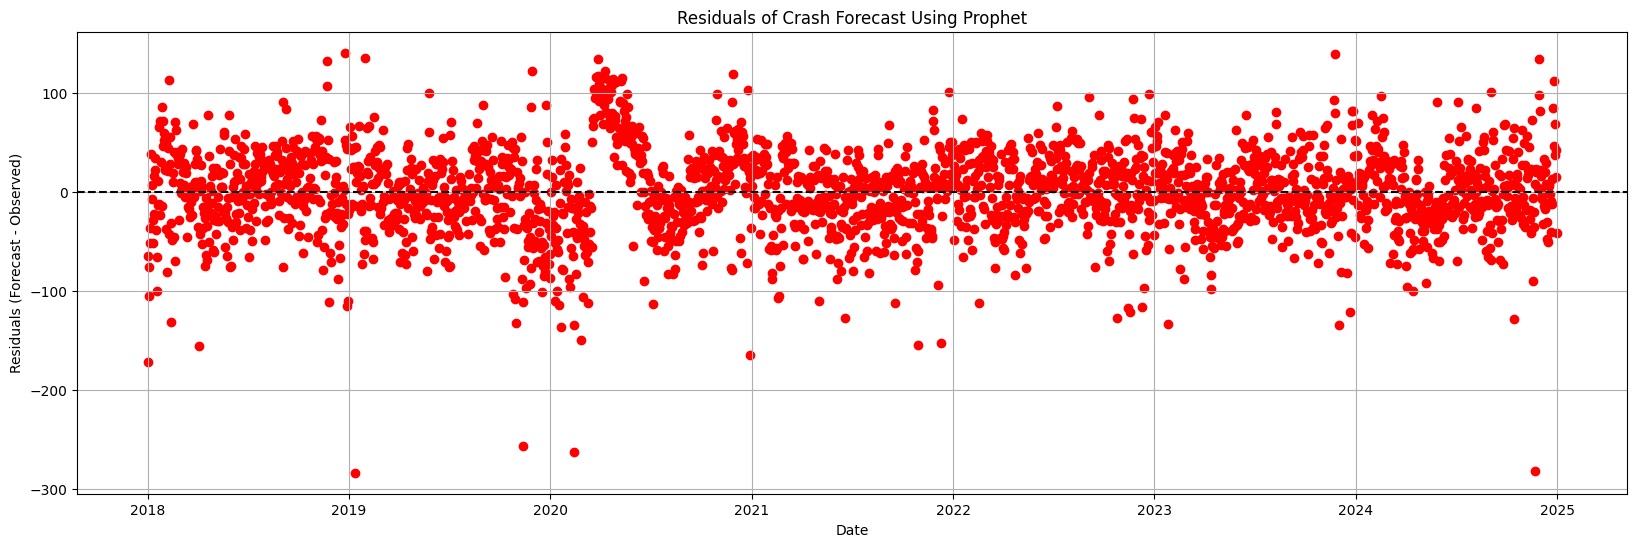 Residuals of Crash Forecast Using Prophet
Residuals (Forecast - Observed)
100
0
−100
−200
−300
2018 2019 2020 2021 2022 2023 2024 2025
Date